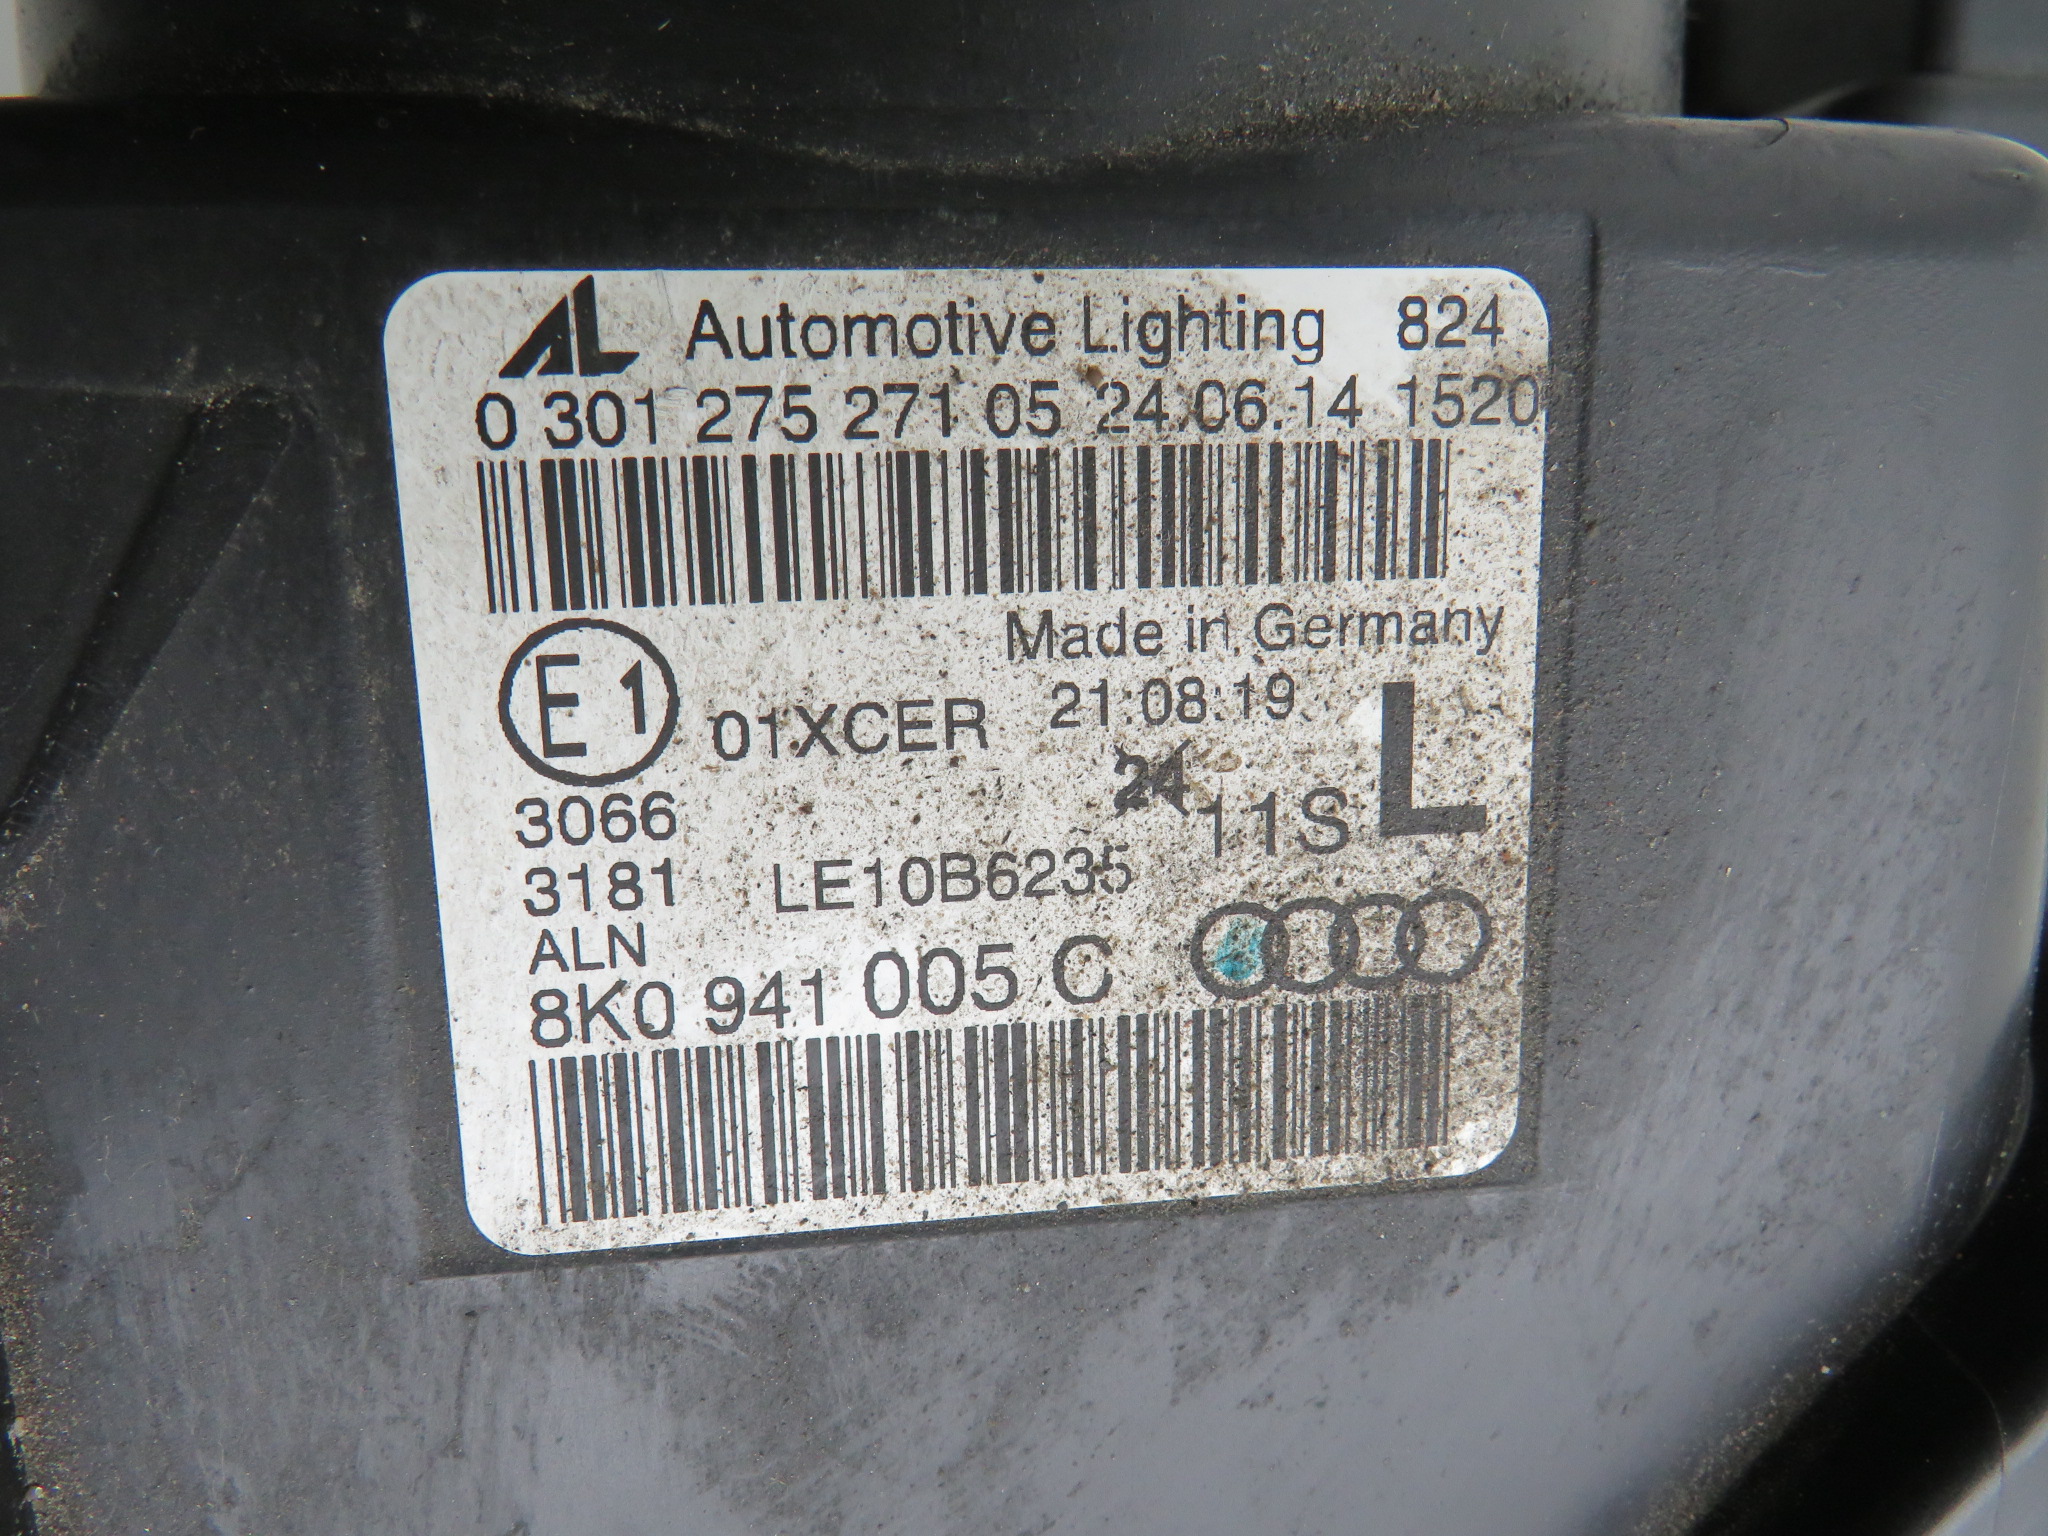 AL Automotive Lighting 824
0 301 275 271 05 24.06.14 1520
Made in Germany
E1 01XCER 21:08:19 L
24 11S
3066
3181 LE10B6235
ALN
8K0 941 005 C